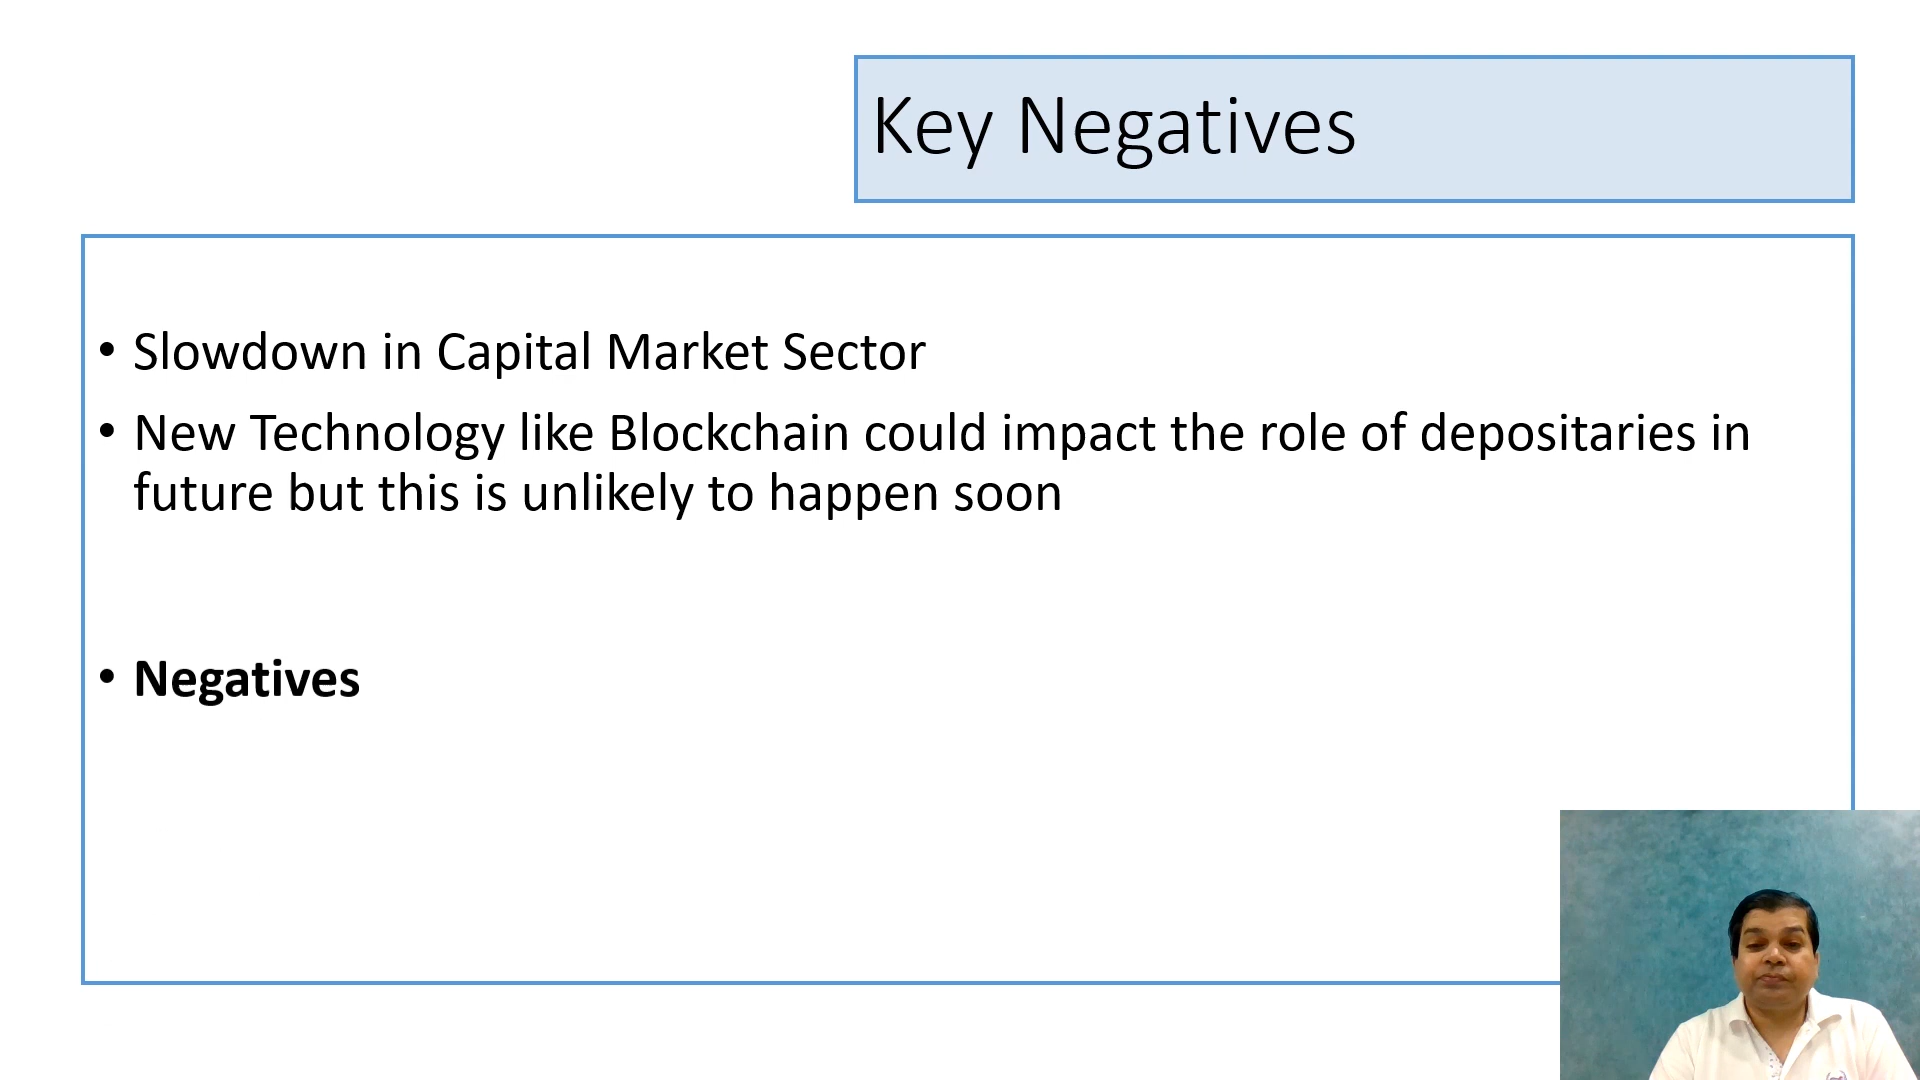 Key Negatives
• Slowdown in Capital Market Sector
• New Technology like Blockchain could impact the role of depositaries in
future but this is unlikely to happen soon
• Negatives